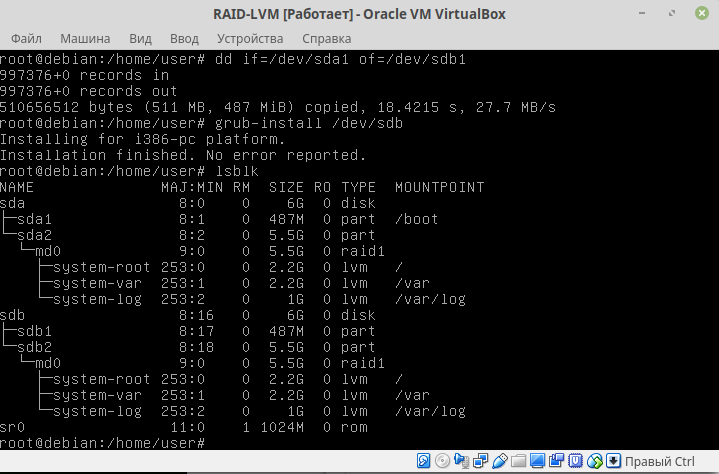 RAID-LVM [Работает] - Oracle VM VirtualBox
Файл Машина Вид Ввод Устройства Справка
root@debian:/home/user# dd if=/dev/sda1 of=/dev/sdb1
997376+0 records in
997376+0 records out
510656512 bytes (511 MB, 487 MiB) copied, 18.4215 s, 27.7 MB/s
root@debian:/home/user# grub-install /dev/sdb
Installing for i386-pc platform.
Installation finished. No error reported.
root@debian:/home/user# lsblk
NAME                MAJ:MIN RM  SIZE RO TYPE  MOUNTPOINT
sda                   8:0    0    6G  0 disk
├─sda1                8:1    0  487M  0 part  /boot
└─sda2                8:2    0  5.5G  0 part
  └─md0               9:0    0  5.5G  0 raid1
    ├─system-root   253:0    0  2.2G  0 lvm   /
    ├─system-var    253:1    0  2.2G  0 lvm   /var
    └─system-log    253:2    0    1G  0 lvm   /var/log
sdb                   8:16   0    6G  0 disk
├─sdb1                8:17   0  487M  0 part
└─sdb2                8:18   0  5.5G  0 part
  └─md0               9:0    0  5.5G  0 raid1
    ├─system-root   253:0    0  2.2G  0 lvm   /
    ├─system-var    253:1    0  2.2G  0 lvm   /var
    └─system-log    253:2    0    1G  0 lvm   /var/log
sr0                  11:0    1 1024M  0 rom
root@debian:/home/user#
Правый Ctrl